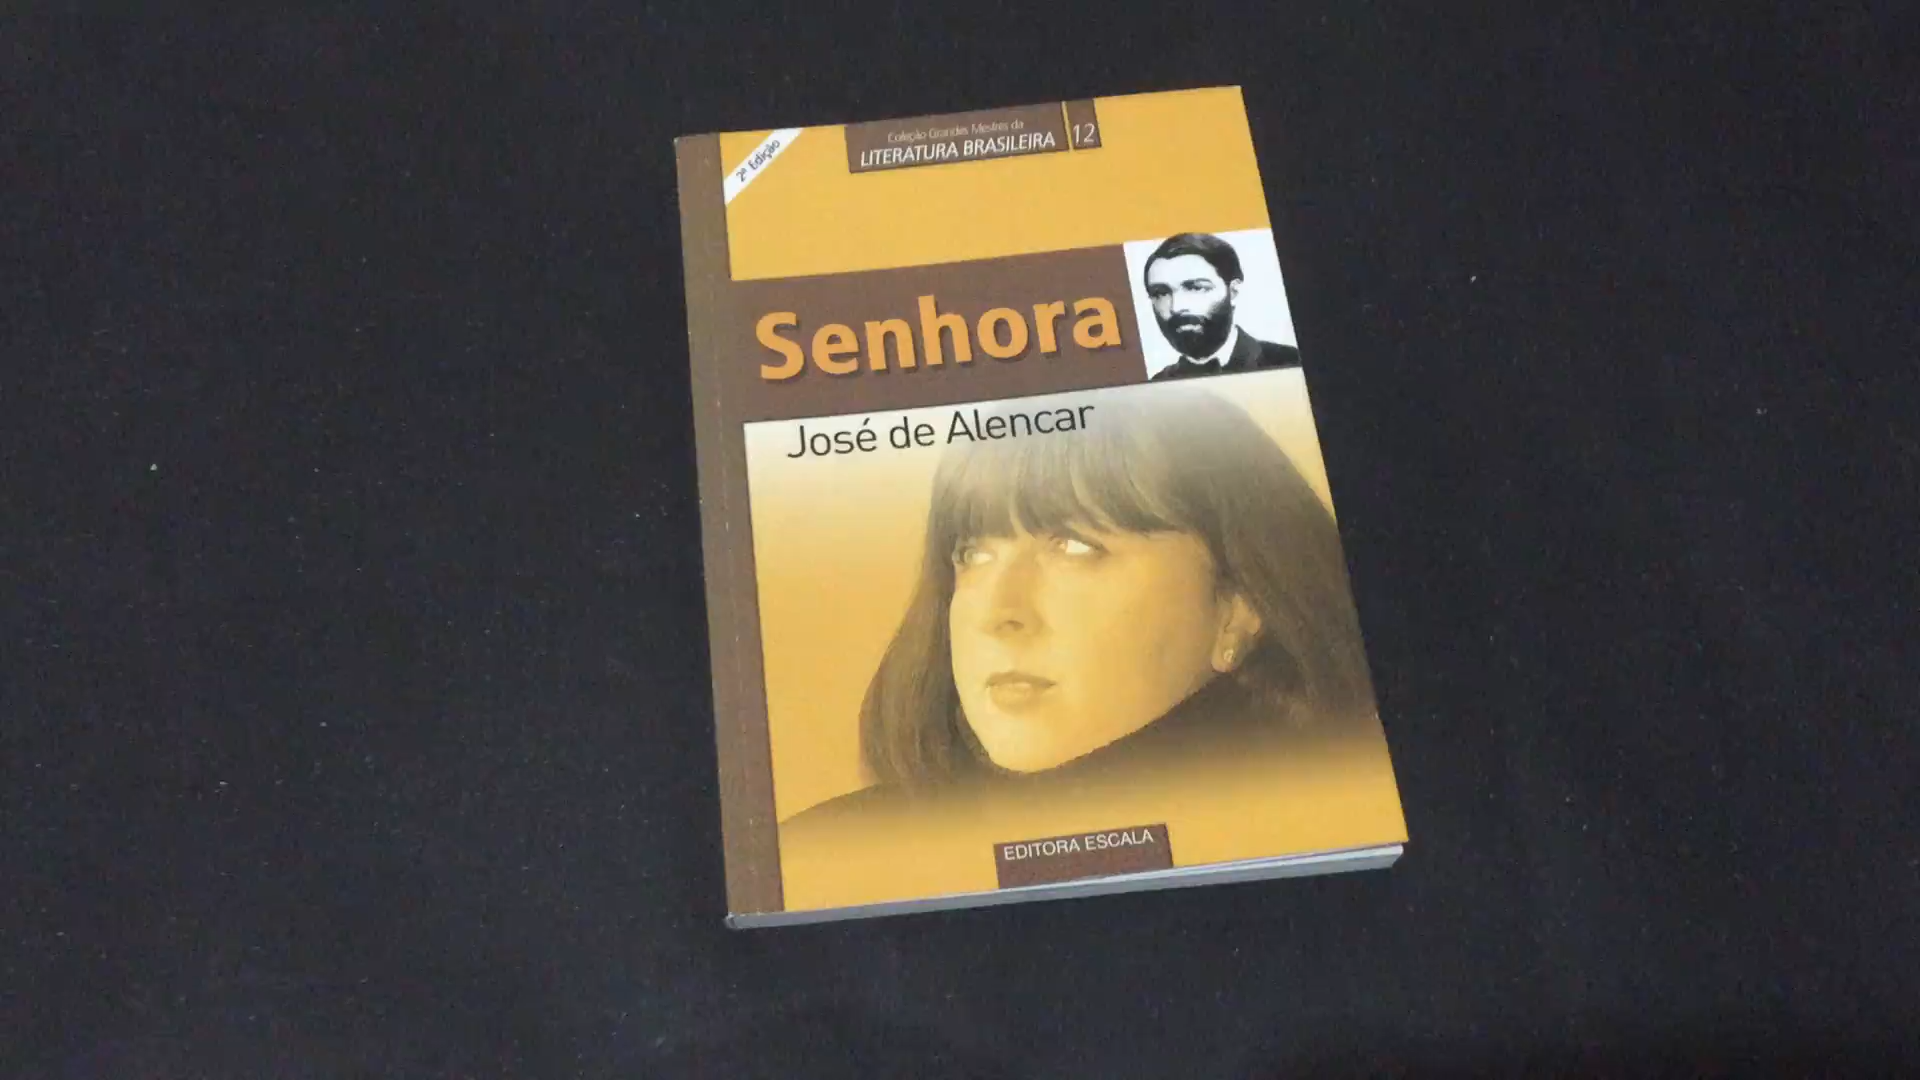 2ª Edição
Coleção Grandes Mestres da
LITERATURA BRASILEIRA 12
Senhora
José de Alencar
EDITORA ESCALA